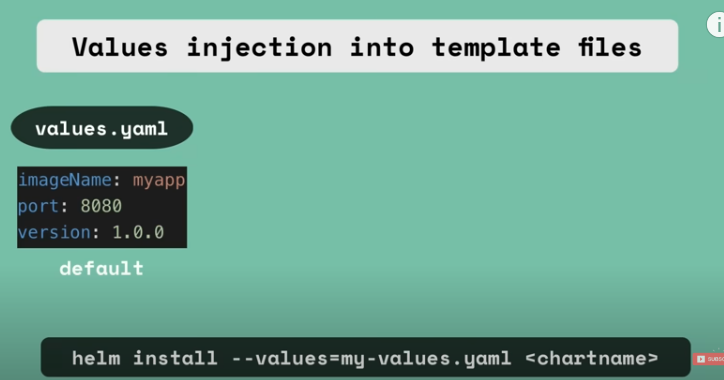 Values injection into template files
values.yaml
imageName: myapp
port: 8080
version: 1.0.0
default
helm install --values=my-values.yaml <chartname>